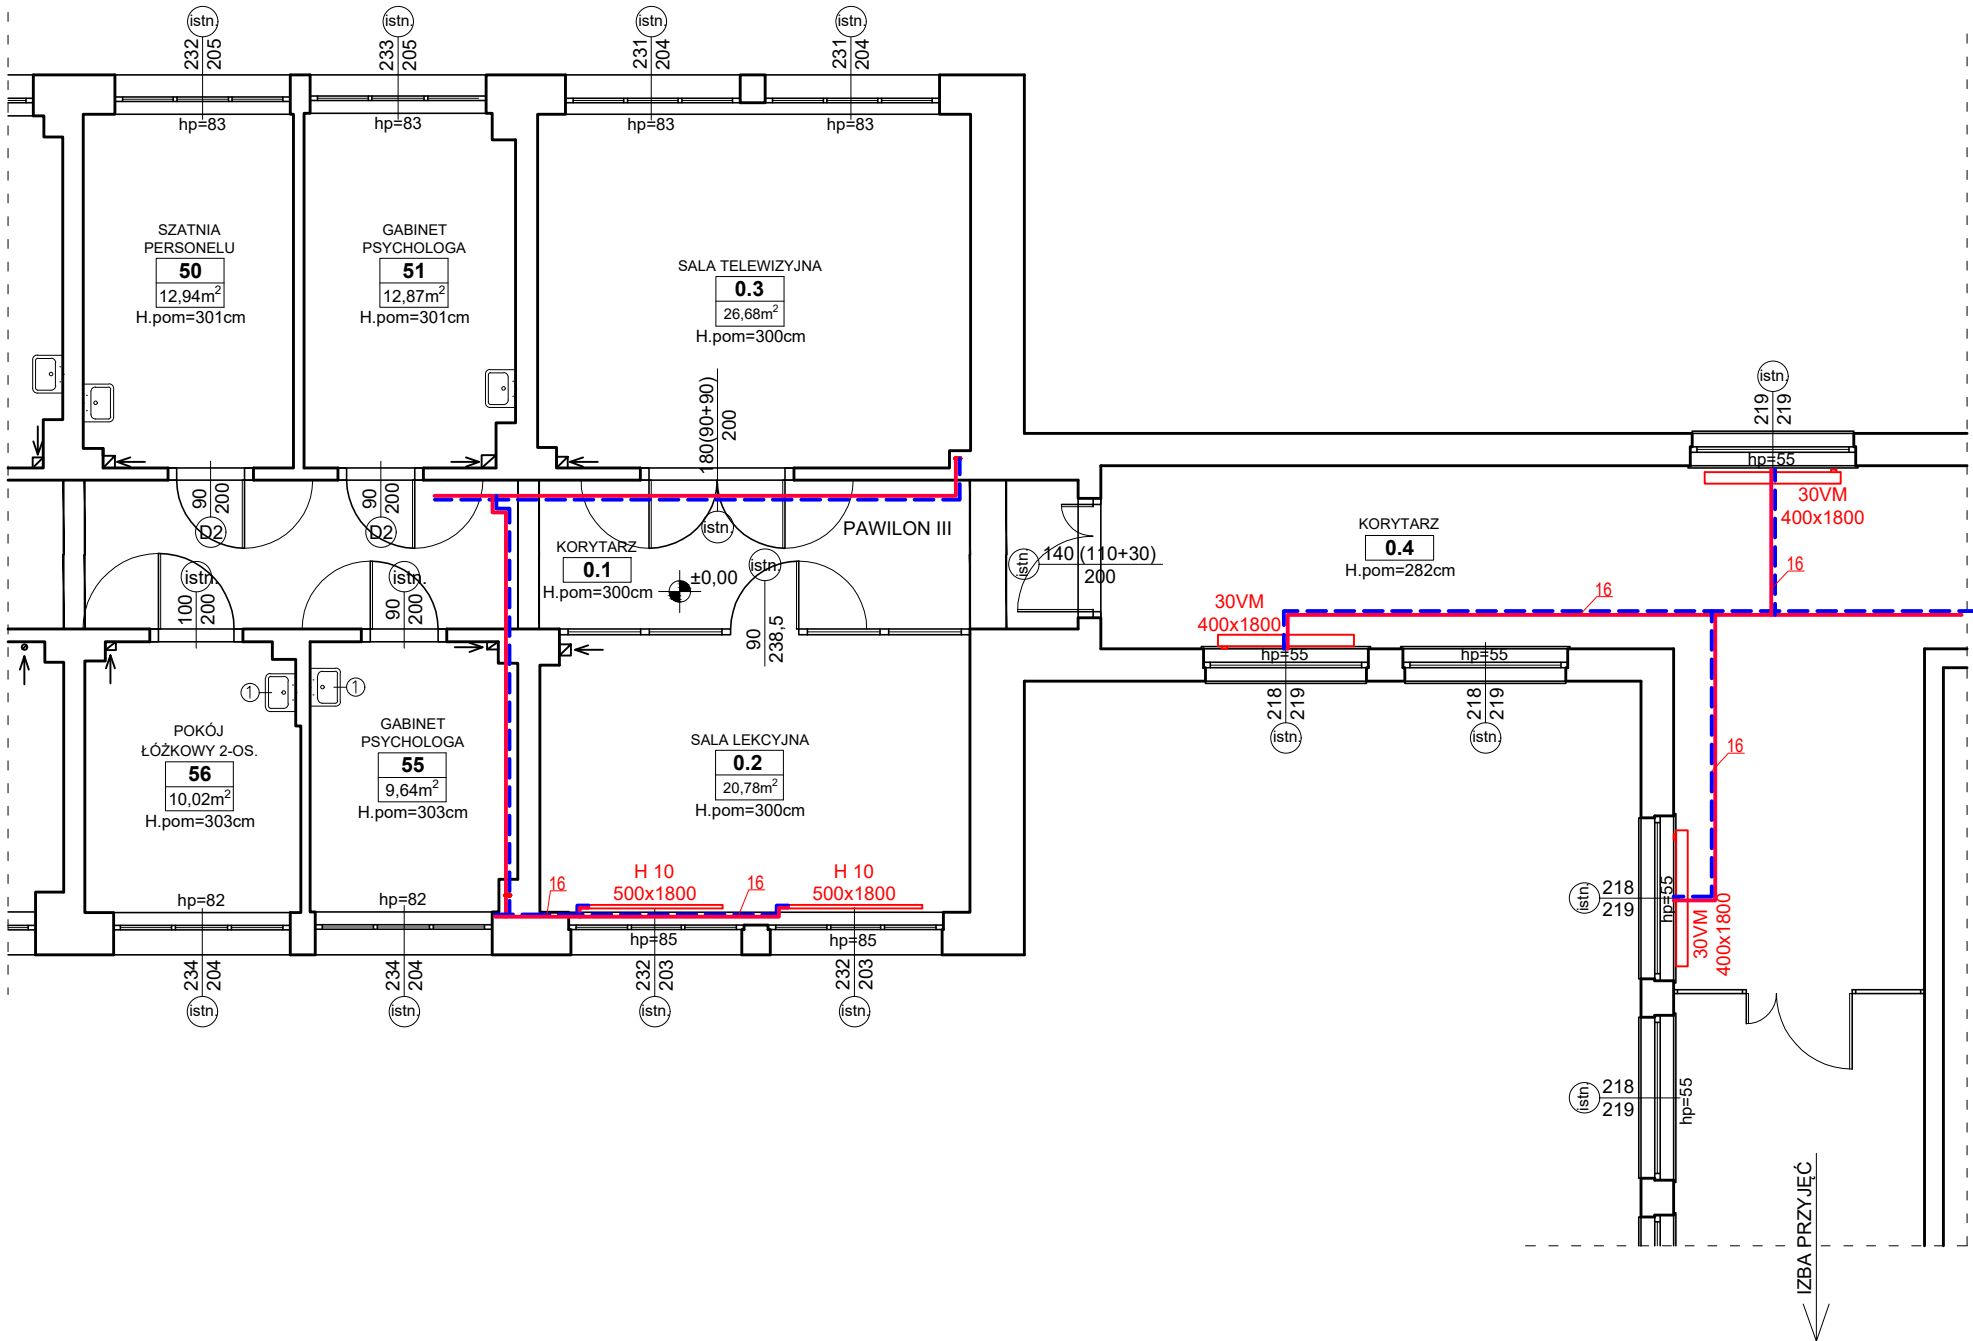 istn.
232
205
istn.
233
205
istn.
231
204
istn.
231
204
hp=83
hp=83
hp=83
hp=83
SZATNIA
PERSONELU
50
12,94m²
H.pom=301cm
GABINET
PSYCHOLOGA
51
12,87m²
H.pom=301cm
SALA TELEWIZYJNA
0.3
26,68m²
H.pom=300cm
180(90+90)
200
istn.
90
200
D2
90
200
D2
istn.
100
200
istn.
90
200
KORYTARZ
0.1
H.pom=300cm
±0,00
PAWILON III
istn.
90
238,5
istn.
140 (110+30)
200
KORYTARZ
0.4
H.pom=282cm
istn.
219
219
hp=55
30VM
400x1800
16
16
30VM
400x1800
hp=55
hp=55
218
219
istn.
218
219
istn.
16
1
1
POKÓJ
ŁÓŻKOWY 2-OS.
56
10,02m²
H.pom=303cm
GABINET
PSYCHOLOGA
55
9,64m²
H.pom=303cm
SALA LEKCYJNA
0.2
20,78m²
H.pom=300cm
H 10
500x1800
H 10
500x1800
16
16
hp=82
hp=82
hp=85
hp=85
234
204
istn.
234
204
istn.
232
203
istn.
232
203
istn.
istn.
218
219
hp=55
30VM
400x1800
istn.
218
219
hp=55
IZBA PRZYJĘĆ